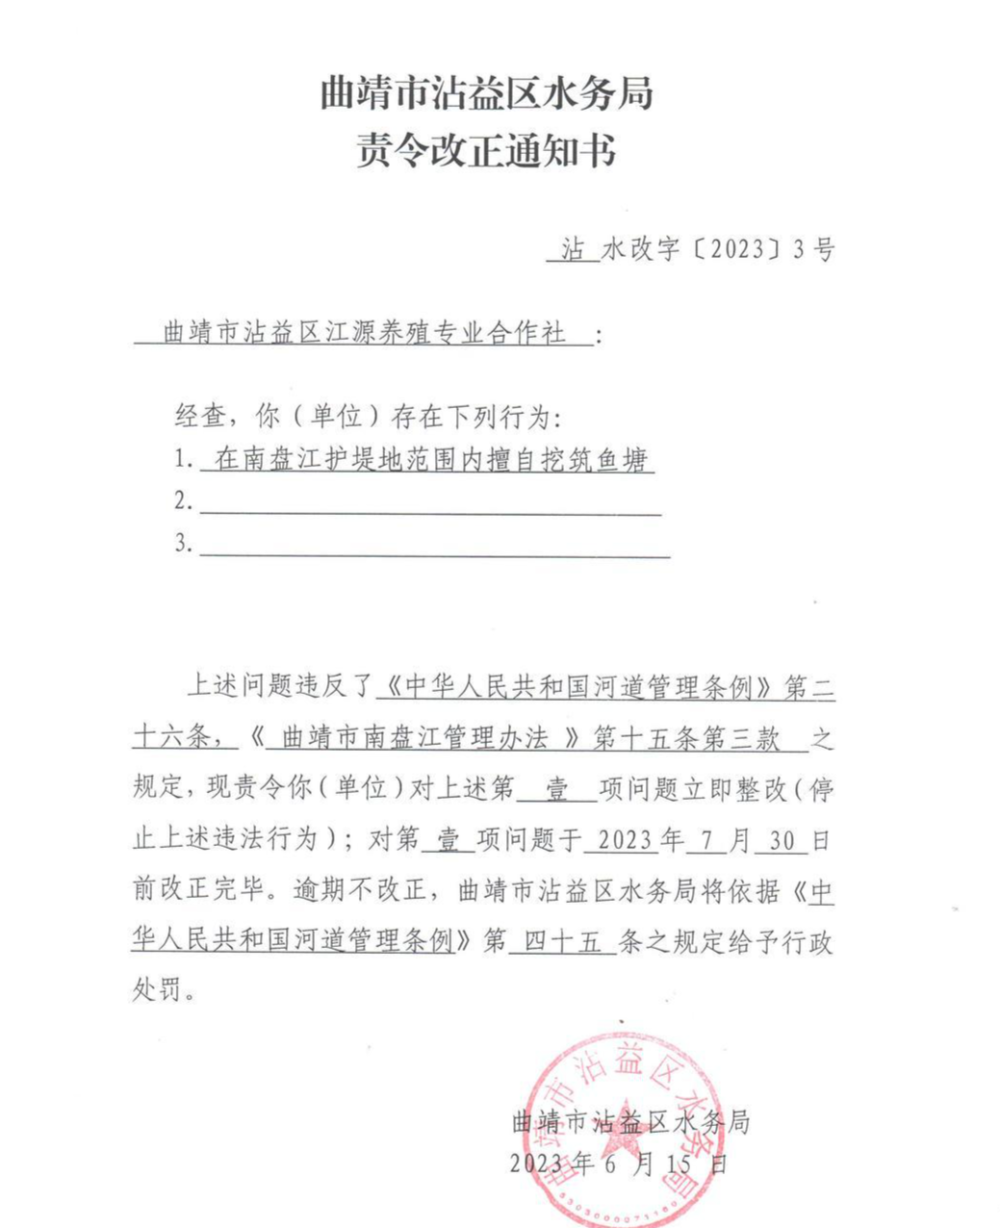 曲靖市沾益区水务局
责令改正通知书
沾 水改字〔2023〕3号
曲靖市沾益区江源养殖专业合作社 ：
经查，你（单位）存在下列行为：
1. 在南盘江护堤地范围内擅自挖筑鱼塘
2.
3.
上述问题违反了《中华人民共和国河道管理条例》第二
十六条，《 曲靖市南盘江管理办法 》第十五条第三款 之
规定，现责令你（单位）对上述第 壹 项问题立即整改（停
止上述违法行为）；对第 壹 项问题于 2023 年 7 月 30 日
前改正完毕。逾期不改正，曲靖市沾益区水务局将依据《中
华人民共和国河道管理条例》第 四十五 条之规定给予行政
处罚。
曲靖市沾益区水务局
曲靖市沾益区水务局
2023 年 6 月 15 日